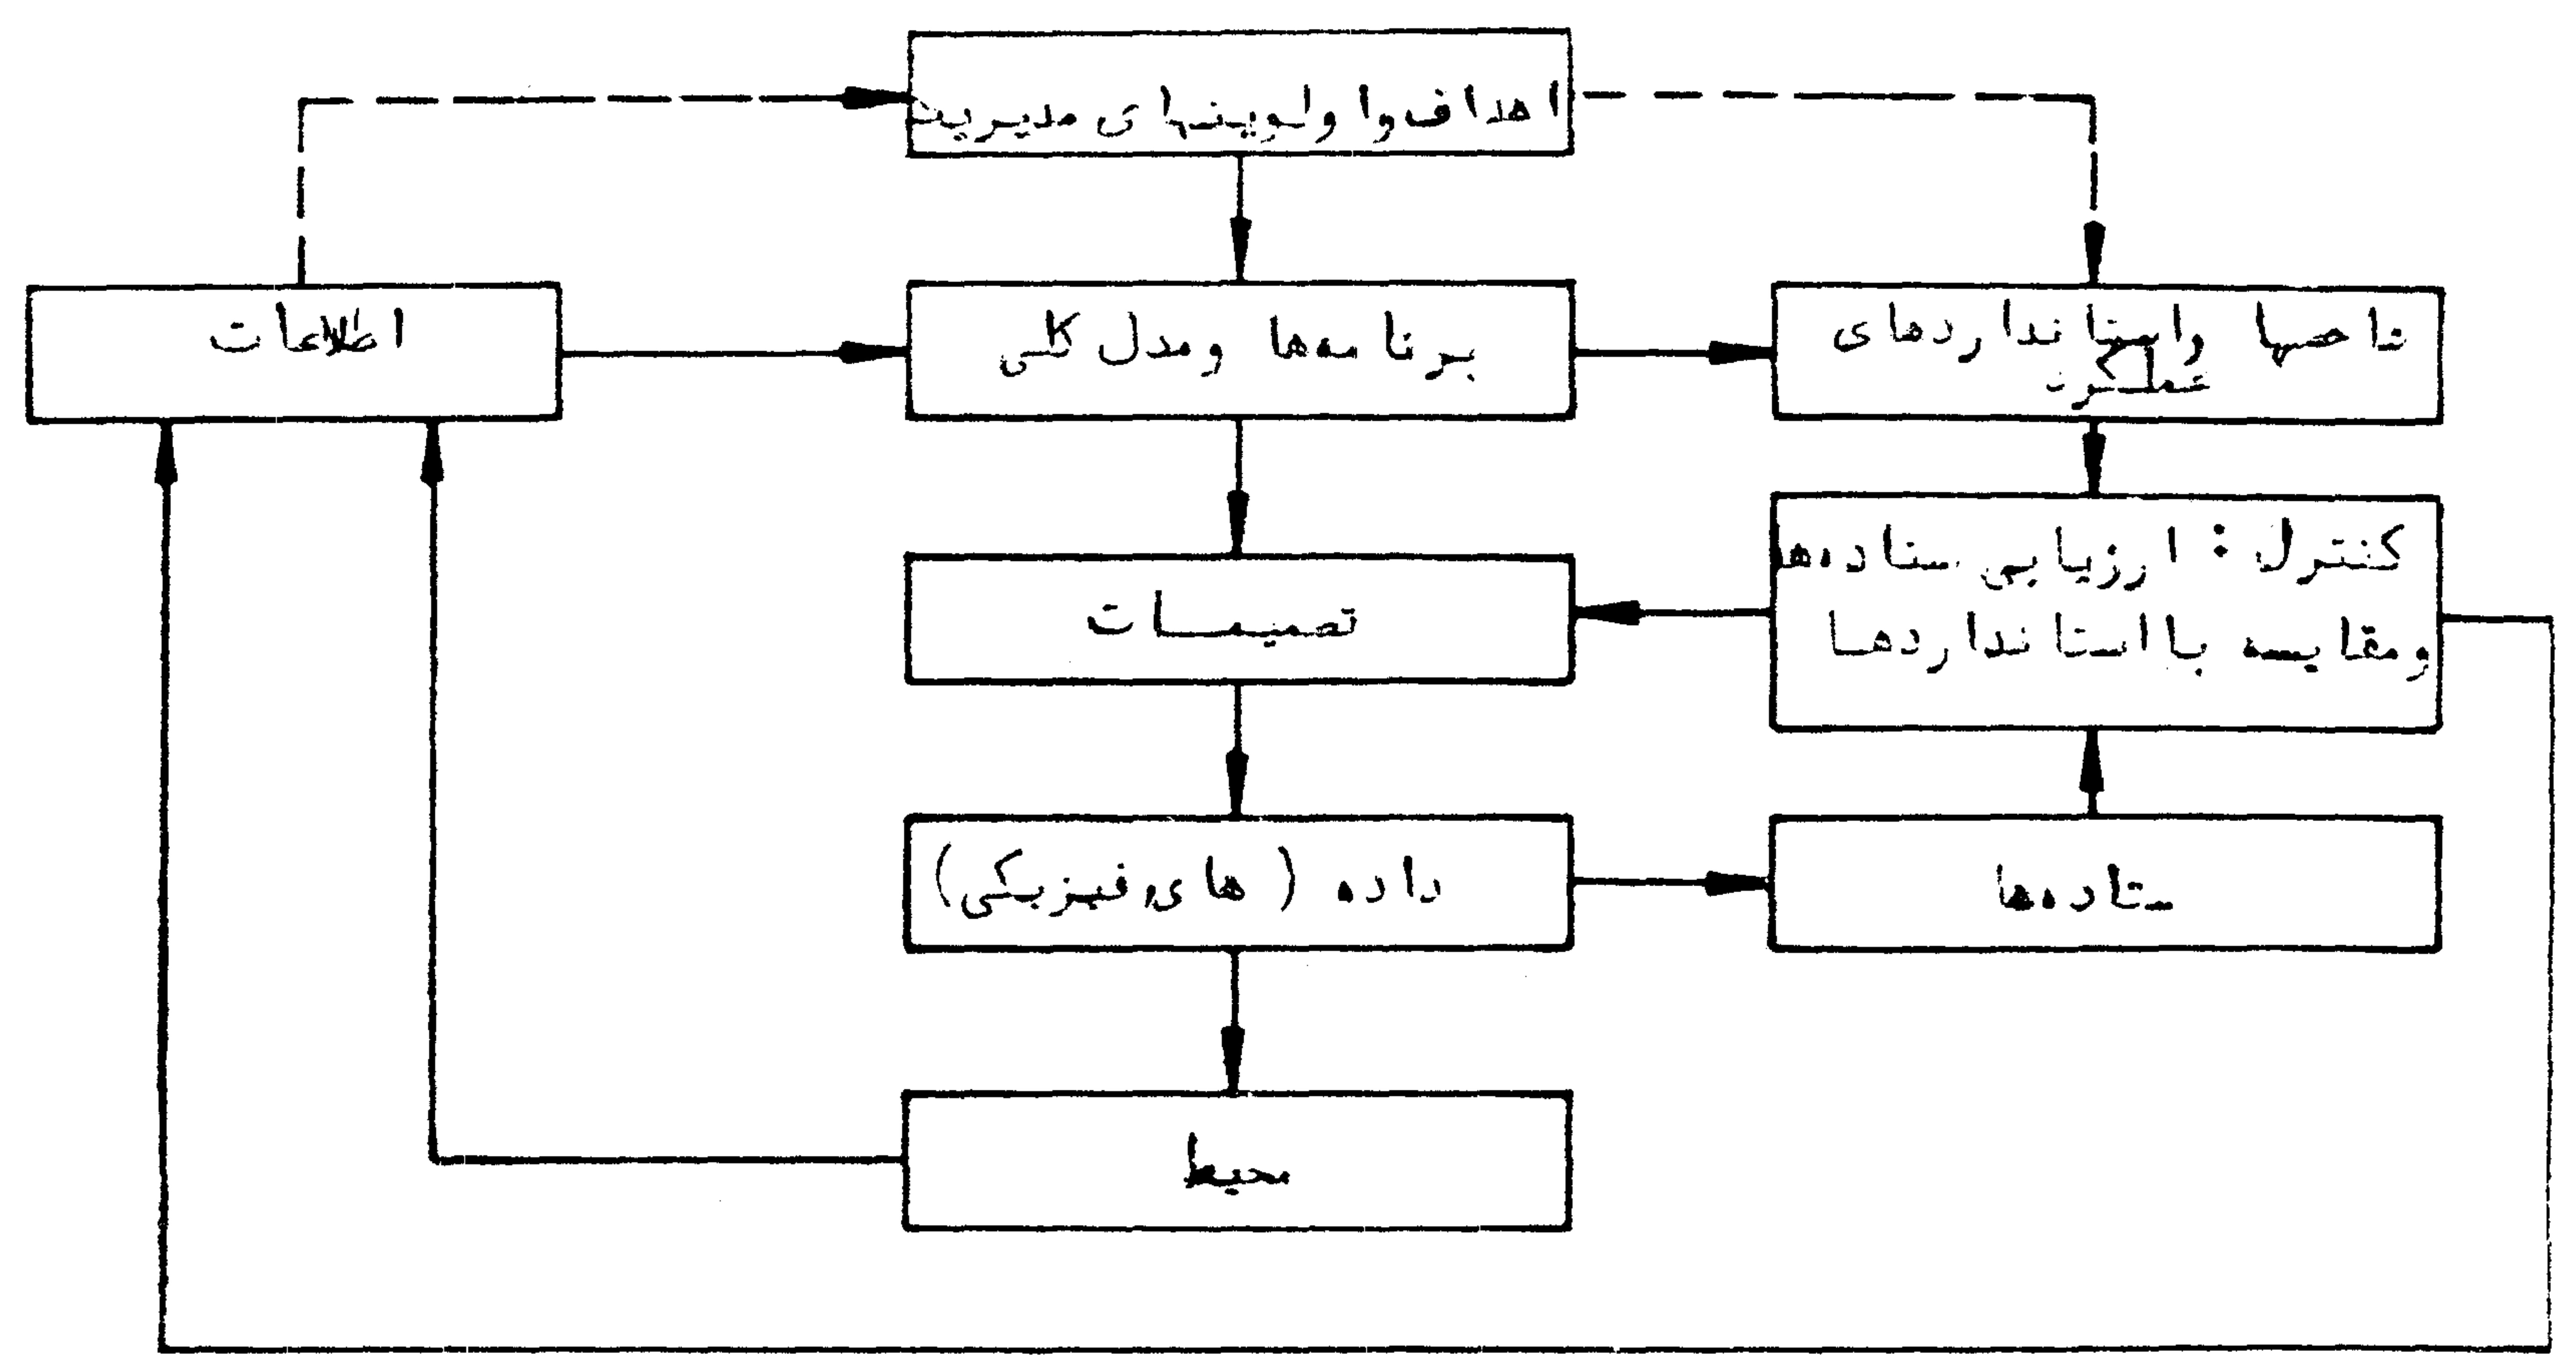 اهداف و اولویتهای مدیریت
اطلاعات
برنامه‌ها و مدل کلی
شاخصها و استانداردهای
عملکرد
کنترل : ارزیابی ستاده‌ها
و مقایسه با استانداردها
تصمیمات
داده ( های فیزیکی )
ستاده‌ها
محیط